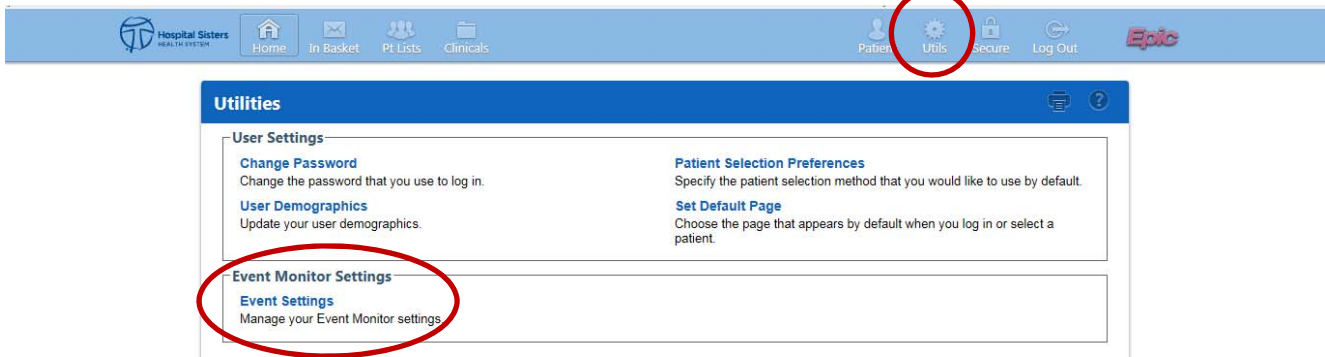 Hospital Sisters
HEALTH SYSTEM
Home
In Basket
Pt Lists
Clinicals
Patient
Utils
Secure
Log Out
Epic
Utilities
?
User Settings
Change Password
Change the password that you use to log in.
User Demographics
Update your user demographics.
Patient Selection Preferences
Specify the patient selection method that you would like to use by default.
Set Default Page
Choose the page that appears by default when you log in or select a
patient.
Event Monitor Settings
Event Settings
Manage your Event Monitor settings.